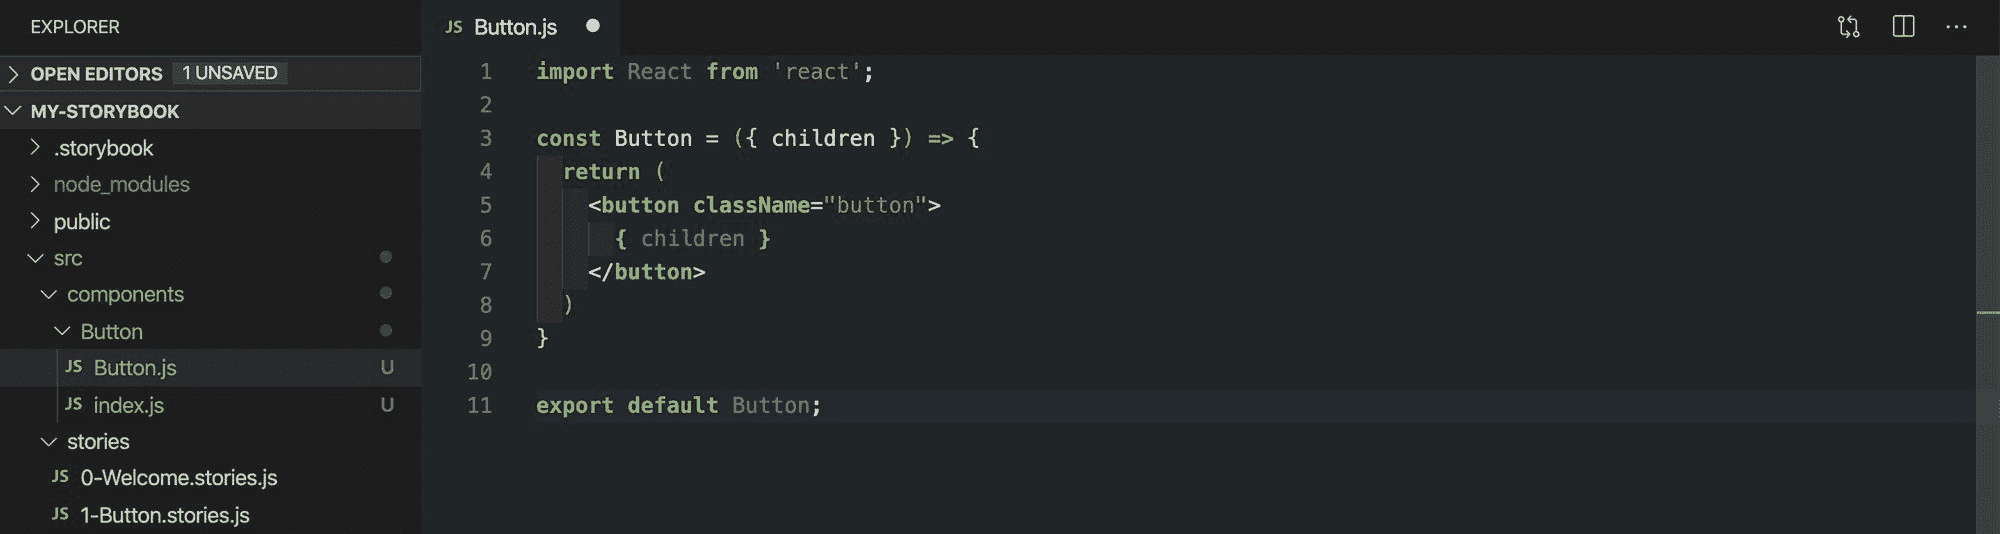 EXPLORER
OPEN EDITORS 1 UNSAVED
MY-STORYBOOK
.storybook
node_modules
public
src
components
Button
JS Button.js U
JS index.js U
stories
JS 0-Welcome.stories.js
JS 1-Button.stories.js
JS Button.js
1 import React from 'react';
2
3 const Button = ({ children }) => {
4 return (
5 <button className="button">
6 { children }
7 </button>
8 )
9 }
10
11 export default Button;